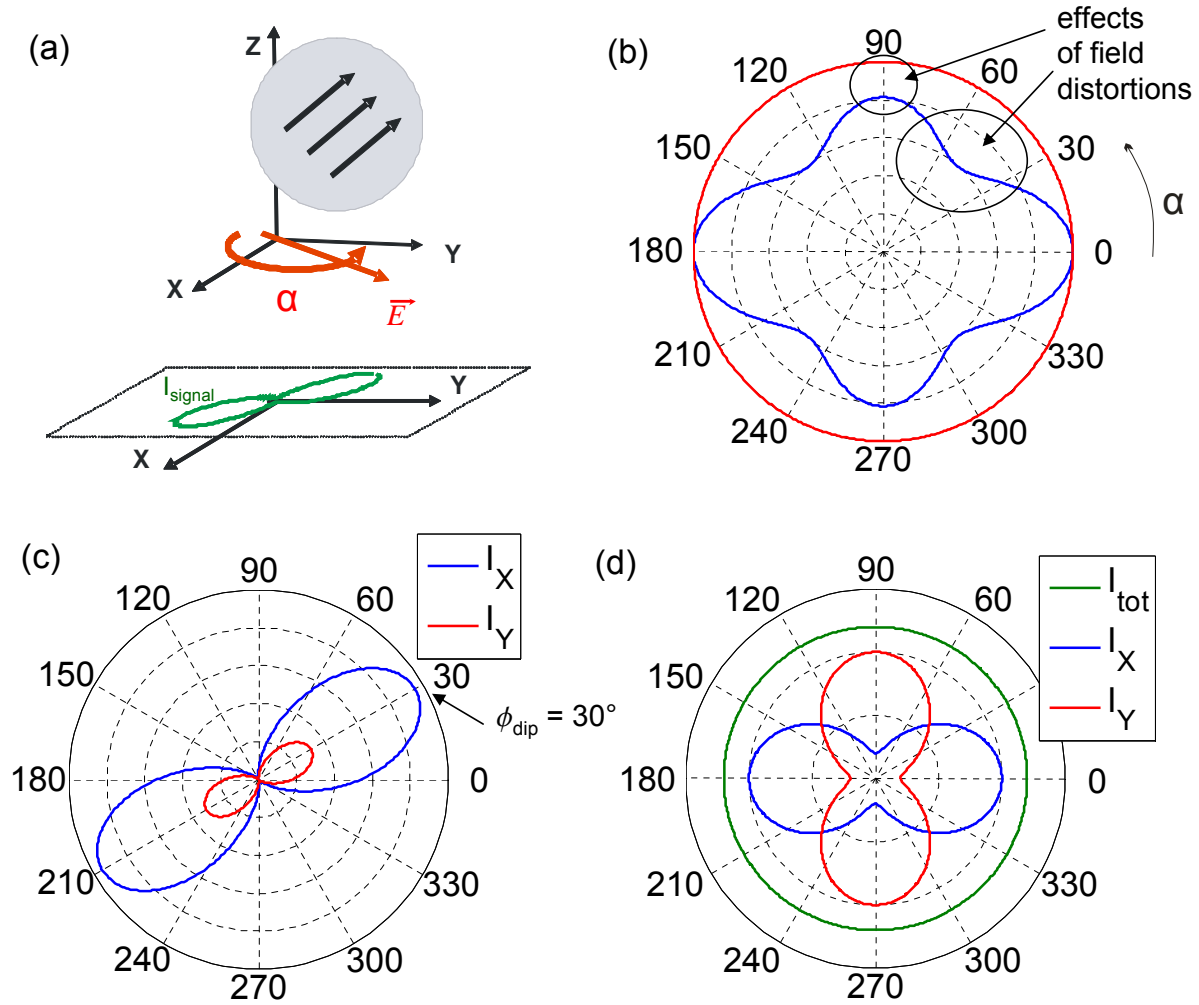 (a)
Z
Y
X
α
E
I_signal
Y
X
(b)
effects
of field
distortions
90
120
60
150
30
α
180
0
210
330
240
300
270
(c)
I_X
I_Y
90
120
60
150
30
ϕ_dip = 30°
180
0
210
330
240
300
270
(d)
I_tot
I_X
I_Y
90
120
60
150
180
0
210
330
240
300
270